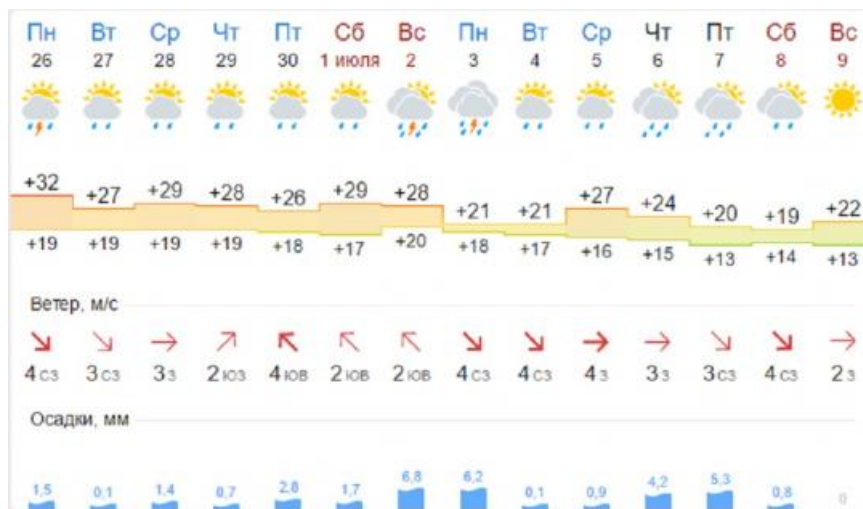 Пн Вт Ср Чт Пт Сб Вс Пн Вт Ср Чт Пт Сб Вс
26 27 28 29 30 1 июля 2 3 4 5 6 7 8 9
+32 +27 +29 +28 +26 +29 +28 +21 +21 +27 +24 +20 +19 +22
+19 +19 +19 +19 +18 +17 +20 +18 +17 +16 +15 +13 +14 +13
Ветер, м/с
4 СЗ 3 СЗ 3 З 2 ЮЗ 4 ЮВ 2 ЮВ 2 ЮВ 4 СЗ 4 СЗ 4 З 3 З 3 СЗ 4 СЗ 2 З
Осадки, мм
1,5 0,1 1,4 0,7 2,8 1,7 6,8 6,2 0,1 0,9 4,2 5,3 0,8 0